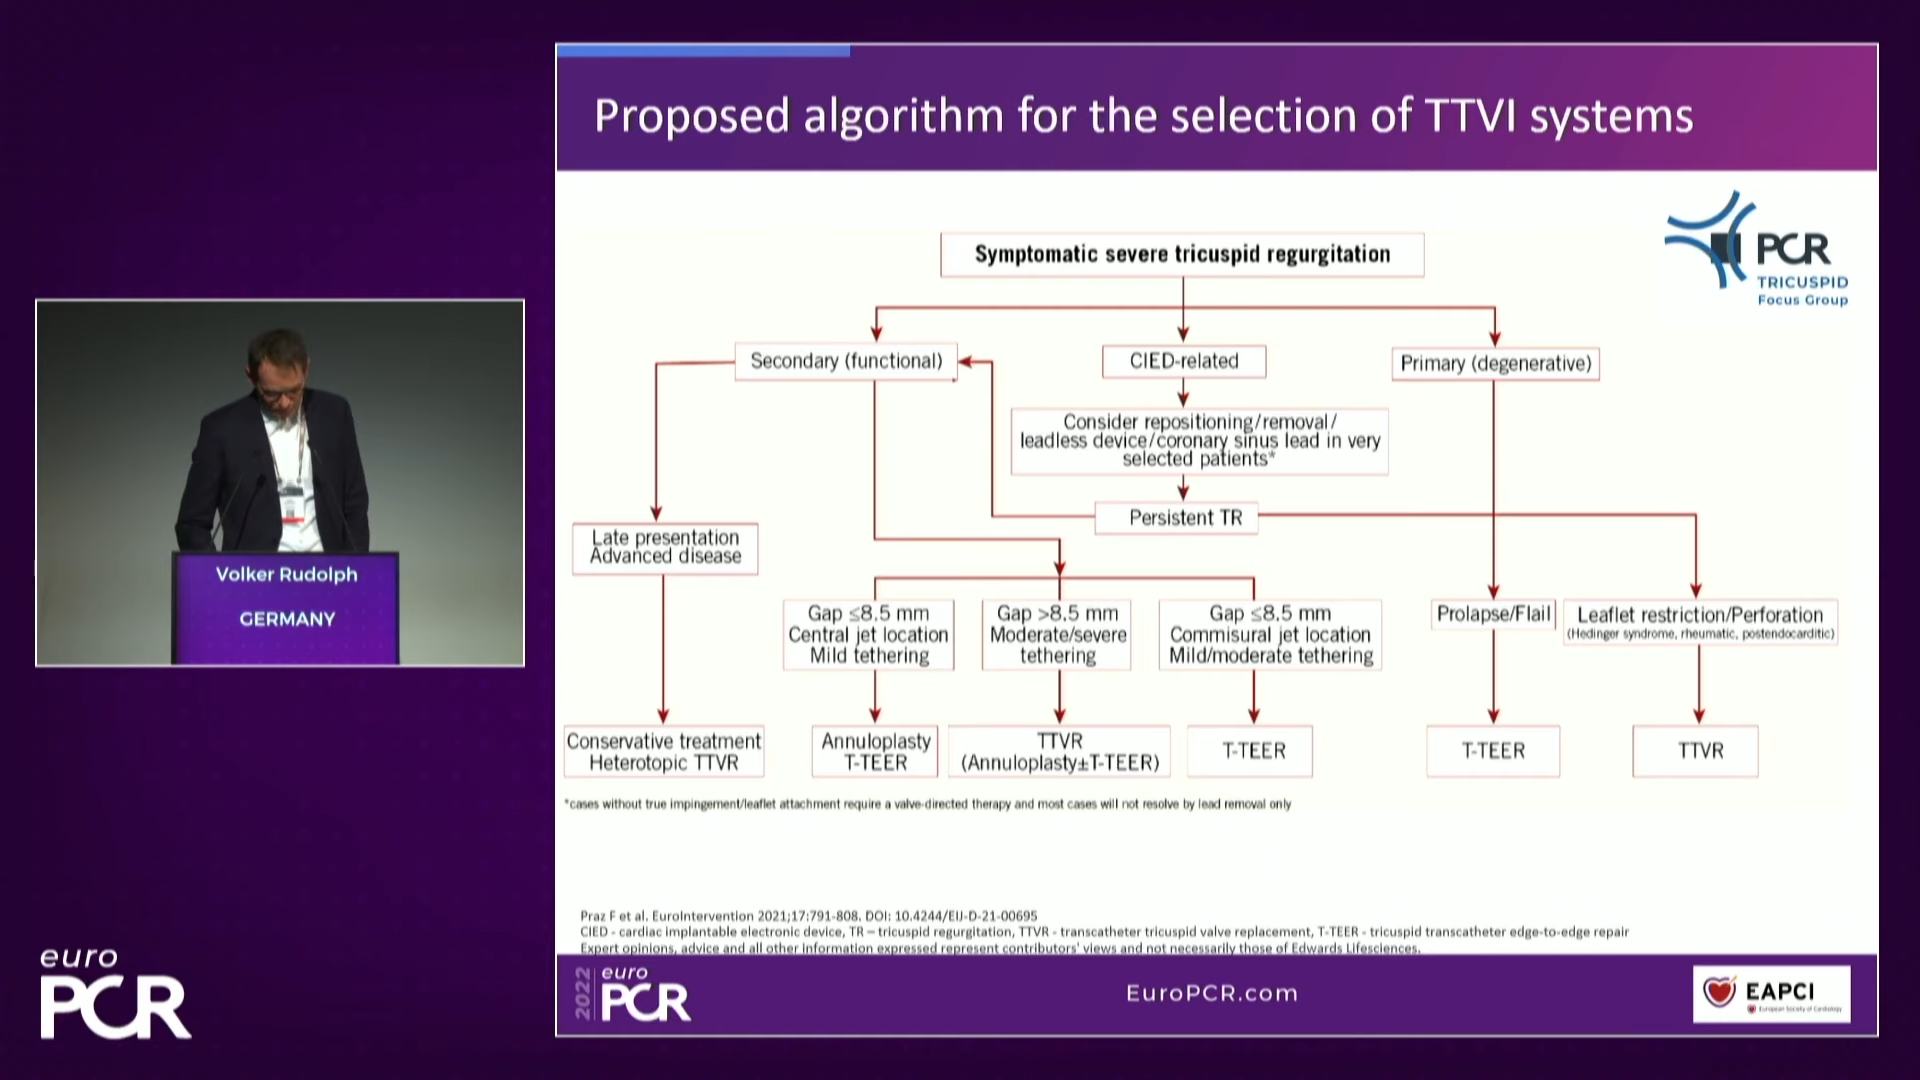 Proposed algorithm for the selection of TTVI systems
PCR
TRICUSPID
Focus Group
Symptomatic severe tricuspid regurgitation
Secondary (functional)
CIED-related
Primary (degenerative)
Consider repositioning/removal/
leadless device/coronary sinus lead in very
selected patients*
Persistent TR
Late presentation
Advanced disease
Gap ≤8.5 mm
Central jet location
Mild tethering
Gap >8.5 mm
Moderate/severe
tethering
Gap ≤8.5 mm
Commisural jet location
Mild/moderate tethering
Prolapse/Flail
Leaflet restriction/Perforation
(Hedinger syndrome, rheumatic, postendocarditic)
Conservative treatment
Heterotopic TTVR
Annuloplasty
T-TEER
TTVR
(Annuloplasty±T-TEER)
T-TEER
T-TEER
TTVR
*cases without true impingement/leaflet attachment require a valve-directed therapy and most cases will not resolve by lead removal only
Praz F et al. EuroIntervention 2021;17:791-808. DOI: 10.4244/EIJ-D-21-00695
CIED - cardiac implantable electronic device, TR – tricuspid regurgitation, TTVR - transcatheter tricuspid valve replacement, T-TEER - tricuspid transcatheter edge-to-edge repair
Expert opinions, advice and all other information expressed represent contributors' views and not necessarily those of Edwards Lifesciences.
2022
euro
PCR
EuroPCR.com
EAPCI
European Society of Cardiology
Volker Rudolph
GERMANY
euro
PCR